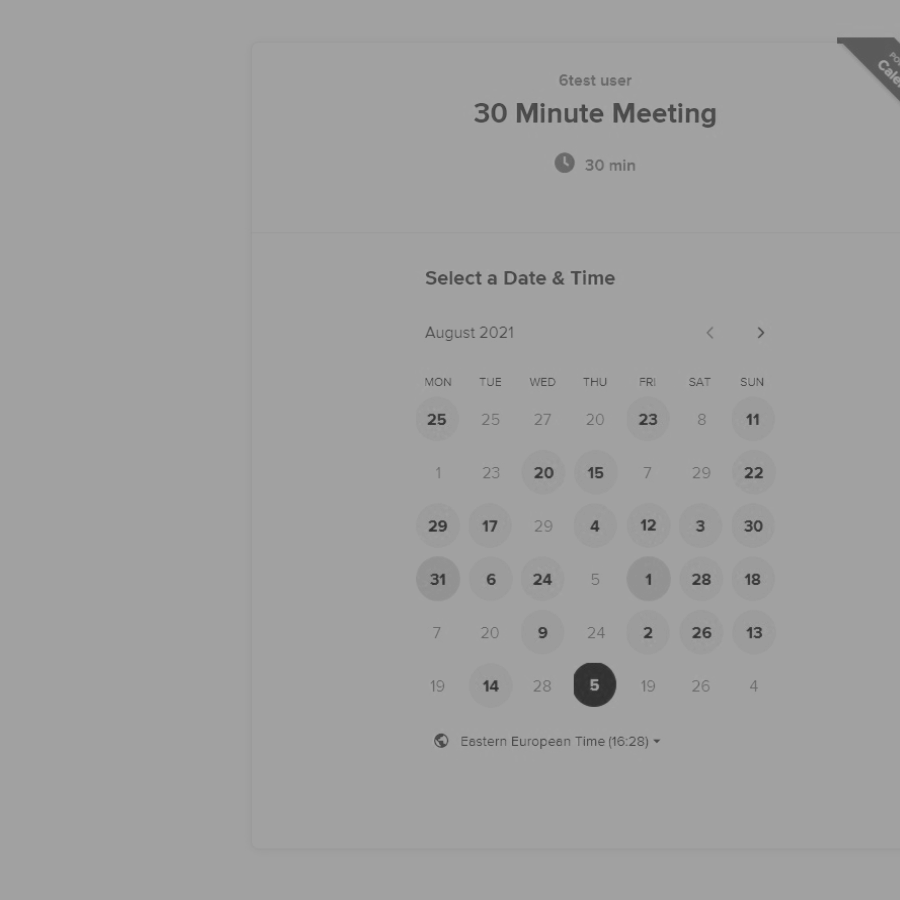 6test user
30 Minute Meeting
30 min
Select a Date & Time
August 2021
MON TUE WED THU FRI SAT SUN
25 25 27 20 23 8 11
1 23 20 15 7 29 22
29 17 29 4 12 3 30
31 6 24 5 1 28 18
7 20 9 24 2 26 13
19 14 28 5 19 26 4
Eastern European Time (16:28)